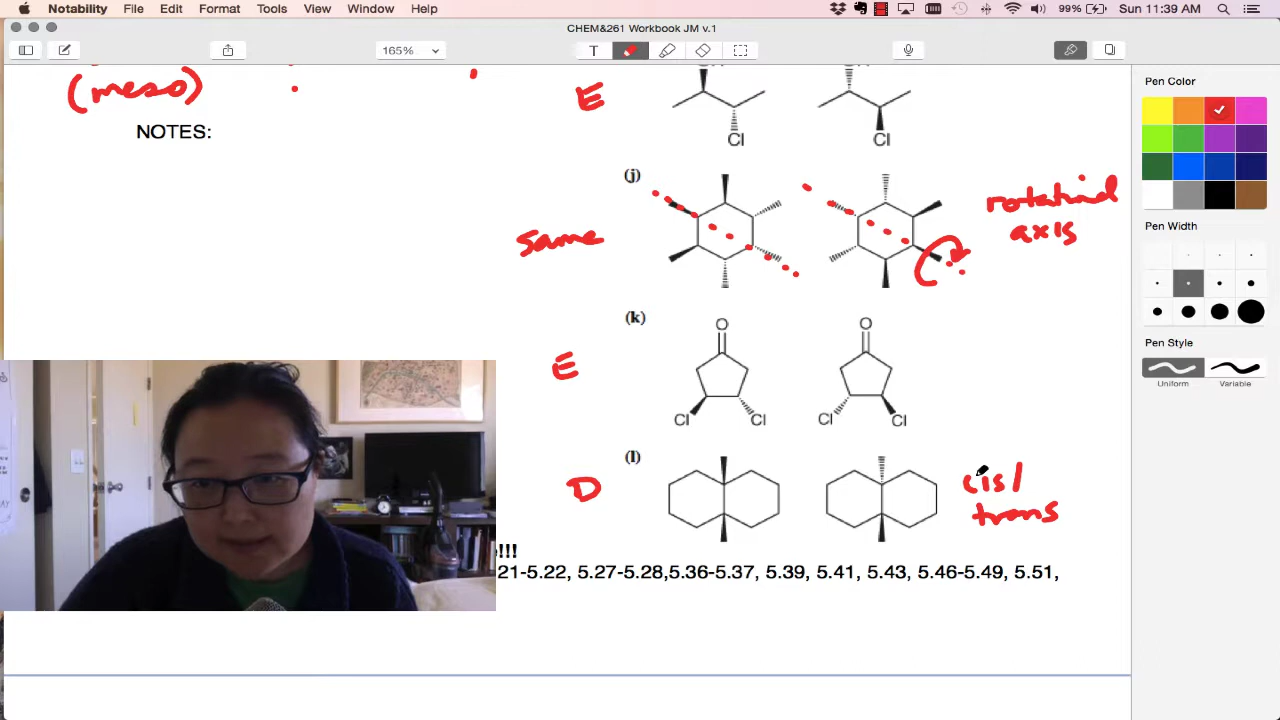 Notability File Edit Format Tools View Window Help 99% Sun 11:39 AM
CHEM&261 Workbook JM v.1
165% T
(meso)
NOTES:
E
Cl Cl
(j)
same
rotational
axis
(k)
E
O O
Cl Cl Cl Cl
(l)
D
cis/
trans
!!!
21-5.22, 5.27-5.28,5.36-5.37, 5.39, 5.41, 5.43, 5.46-5.49, 5.51,
Pen Color
Pen Width
Pen Style
Uniform Variable